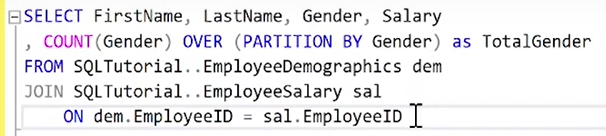 SELECT FirstName, LastName, Gender, Salary
, COUNT(Gender) OVER (PARTITION BY Gender) as TotalGender
FROM SQLTutorial..EmployeeDemographics dem
JOIN SQLTutorial..EmployeeSalary sal
ON dem.EmployeeID = sal.EmployeeID